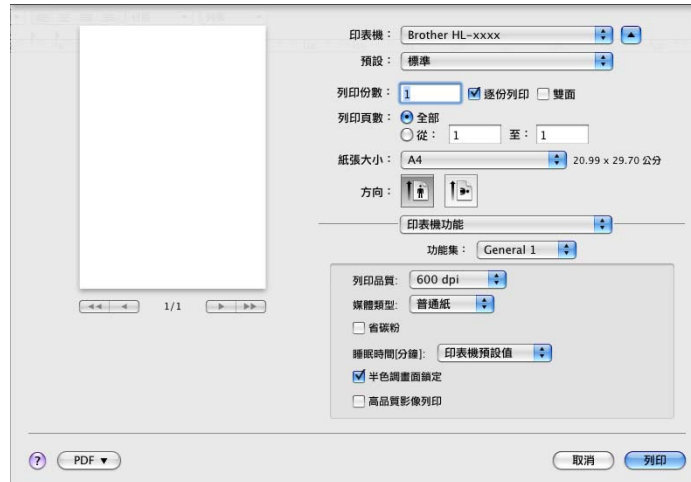 印表機： Brother HL-xxxx
預設： 標準
列印份數： 1 逐份列印 雙面
列印頁數： 全部
從： 1 至： 1
紙張大小： A4 20.99 x 29.70 公分
方向：
印表機功能
功能集： General 1
列印品質: 600 dpi
媒體類型: 普通紙
省碳粉
睡眠時間[分鐘]: 印表機預設值
半色調畫面鎖定
高品質影像列印
1/1
? PDF ▼ 取消 列印